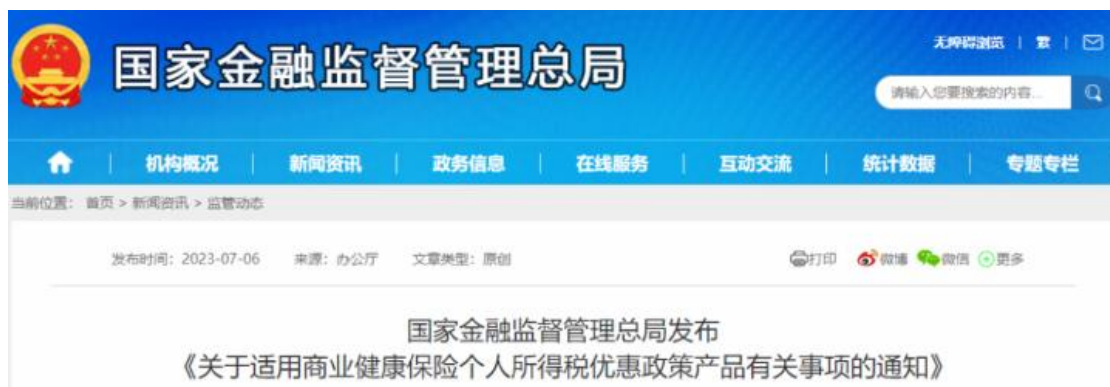 国家金融监督管理总局
无障碍浏览 | 繁 |
请输入您要搜索的内容...
机构概况 | 新闻资讯 | 政务信息 | 在线服务 | 互动交流 | 统计数据 | 专题专栏
当前位置: 首页 > 新闻资讯 > 监管动态
发布时间: 2023-07-06 来源: 办公厅 文章类型: 原创 打印 微博 微信 更多
国家金融监督管理总局发布
《关于适用商业健康保险个人所得税优惠政策产品有关事项的通知》